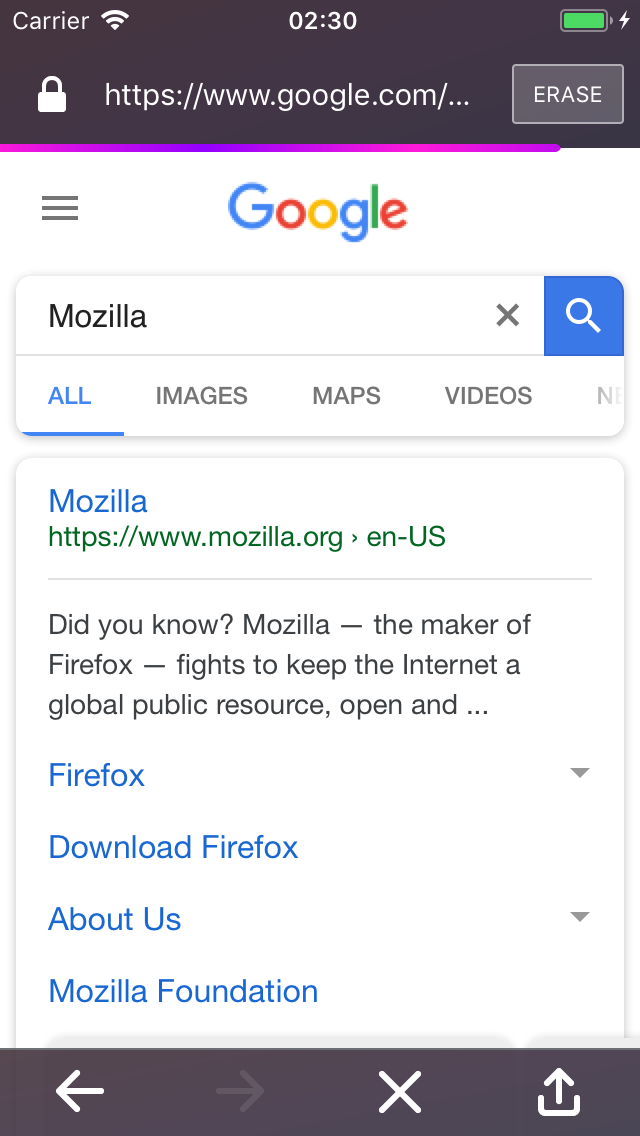 Carrier 02:30
https://www.google.com/... ERASE
Google
Mozilla
ALL IMAGES MAPS VIDEOS
Mozilla
https://www.mozilla.org › en-US
Did you know? Mozilla — the maker of
Firefox — fights to keep the Internet a
global public resource, open and ...
Firefox
Download Firefox
About Us
Mozilla Foundation